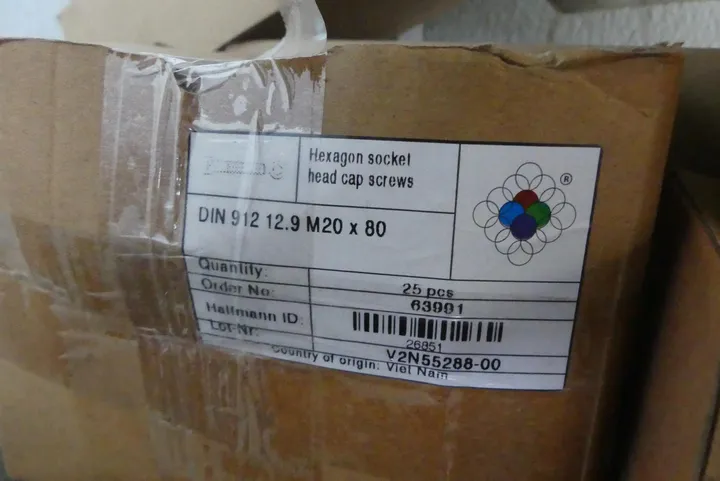 Hexagon socket
head cap screws
®
DIN 912 12.9 M20 x 80
Quantity: 25 pcs
Order No: 63991
Halfmann ID:
26851
Lot-Nr: V2N55288-00
Country of origin: Viet Nam